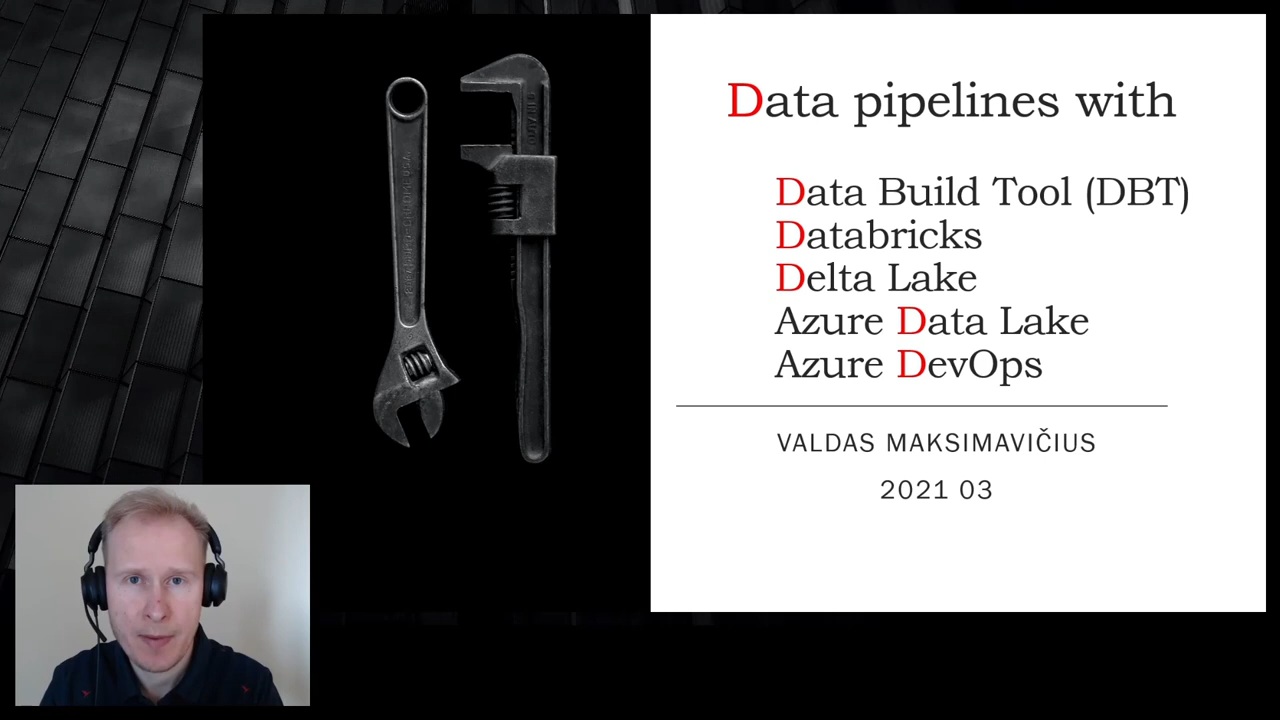 Data pipelines with
Data Build Tool (DBT)
Databricks
Delta Lake
Azure Data Lake
Azure DevOps
VALDAS MAKSIMAVIČIUS
2021 03